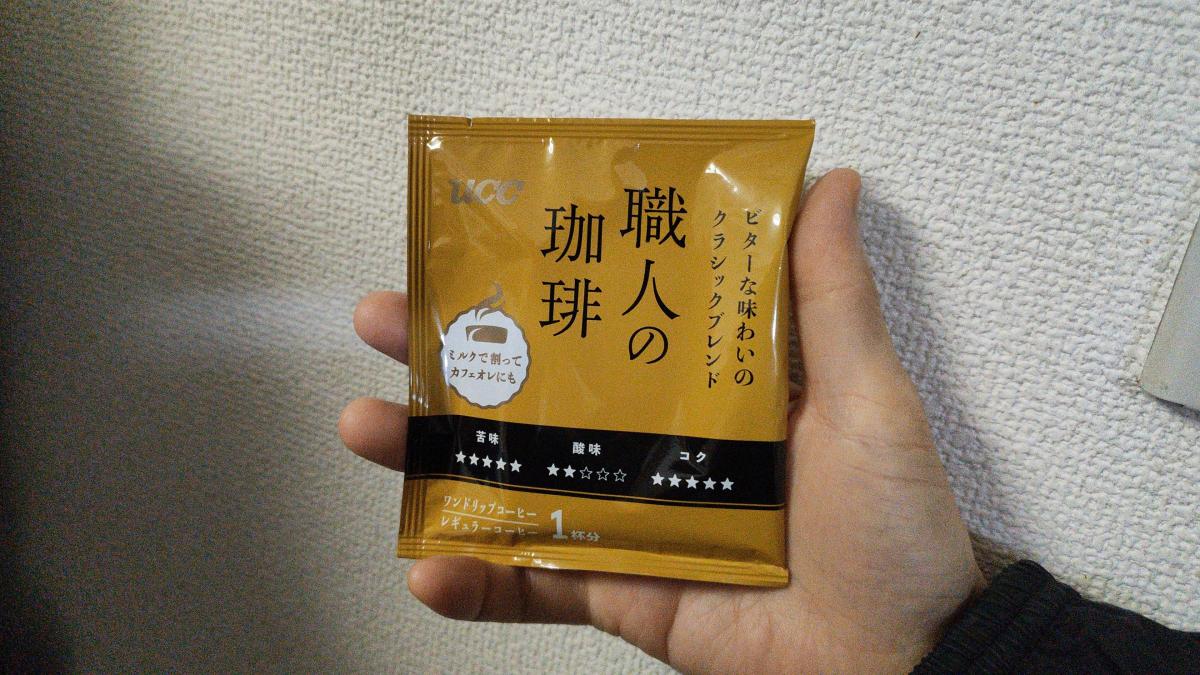 ucc
ビターな味わいの
クラシックブレンド
職人の
珈琲
ミルクで割って
カフェオレにも
苦味
★★★★★
酸味
★★☆☆☆
コク
★★★★★
ワンドリップコーヒー
レギュラーコーヒー
1杯分